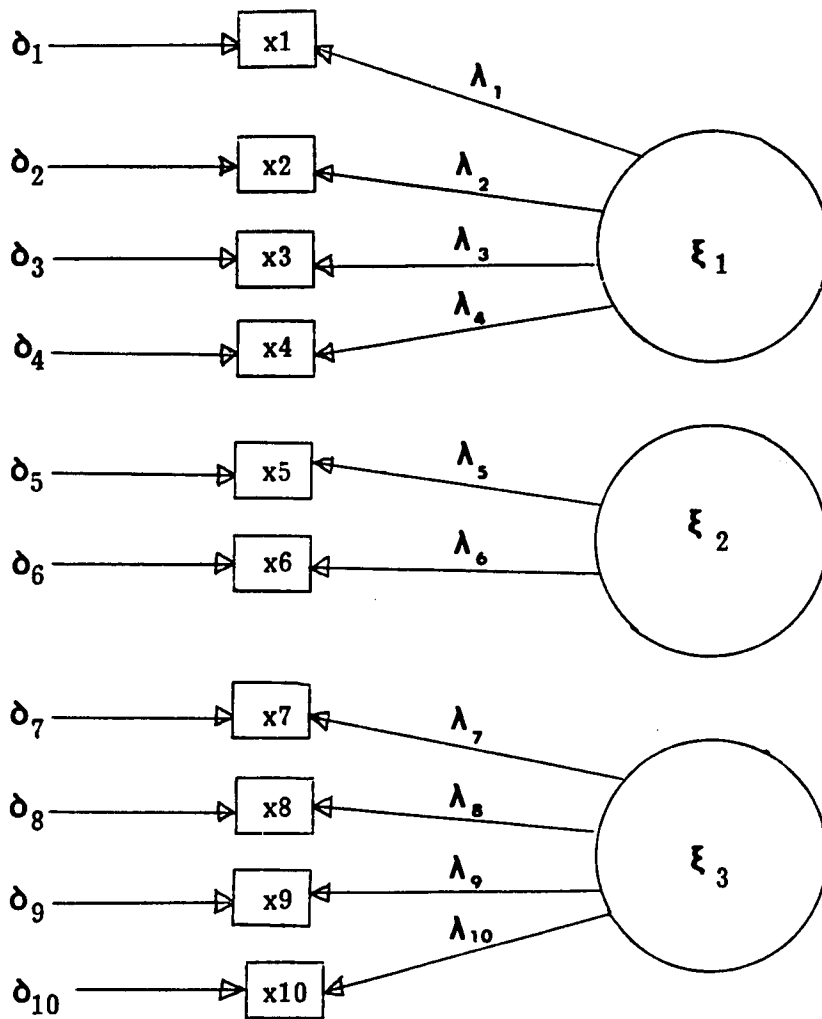 δ1 x1 λ1
δ2 x2 λ2
δ3 x3 λ3 ξ1
δ4 x4 λ4
δ5 x5 λ5
δ6 x6 λ6 ξ2
δ7 x7 λ7
δ8 x8 λ8
δ9 x9 λ9 ξ3
δ10 x10 λ10